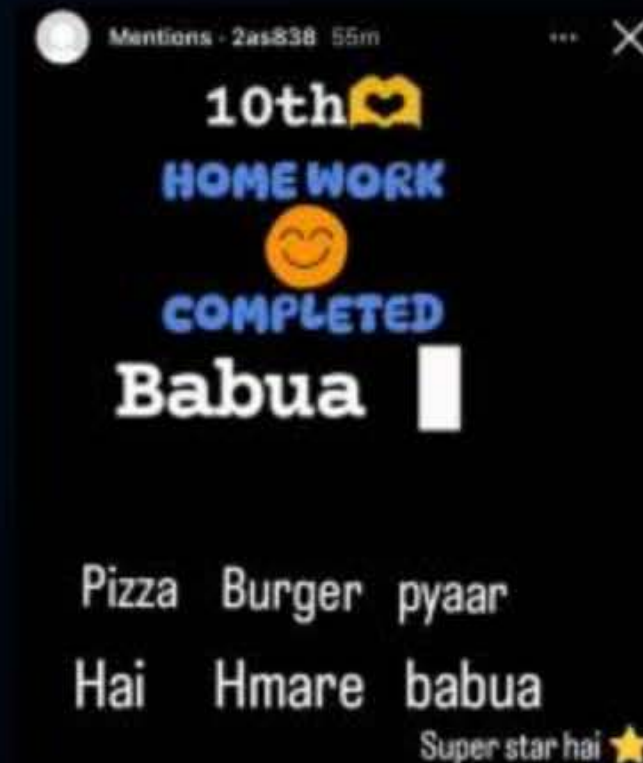 Mentions · 2as838 55m ···
10th🫶
HOME WORK
😊
COMPLETED
Babua
Pizza Burger pyaar
Hai Hmare babua
Super star hai ⭐